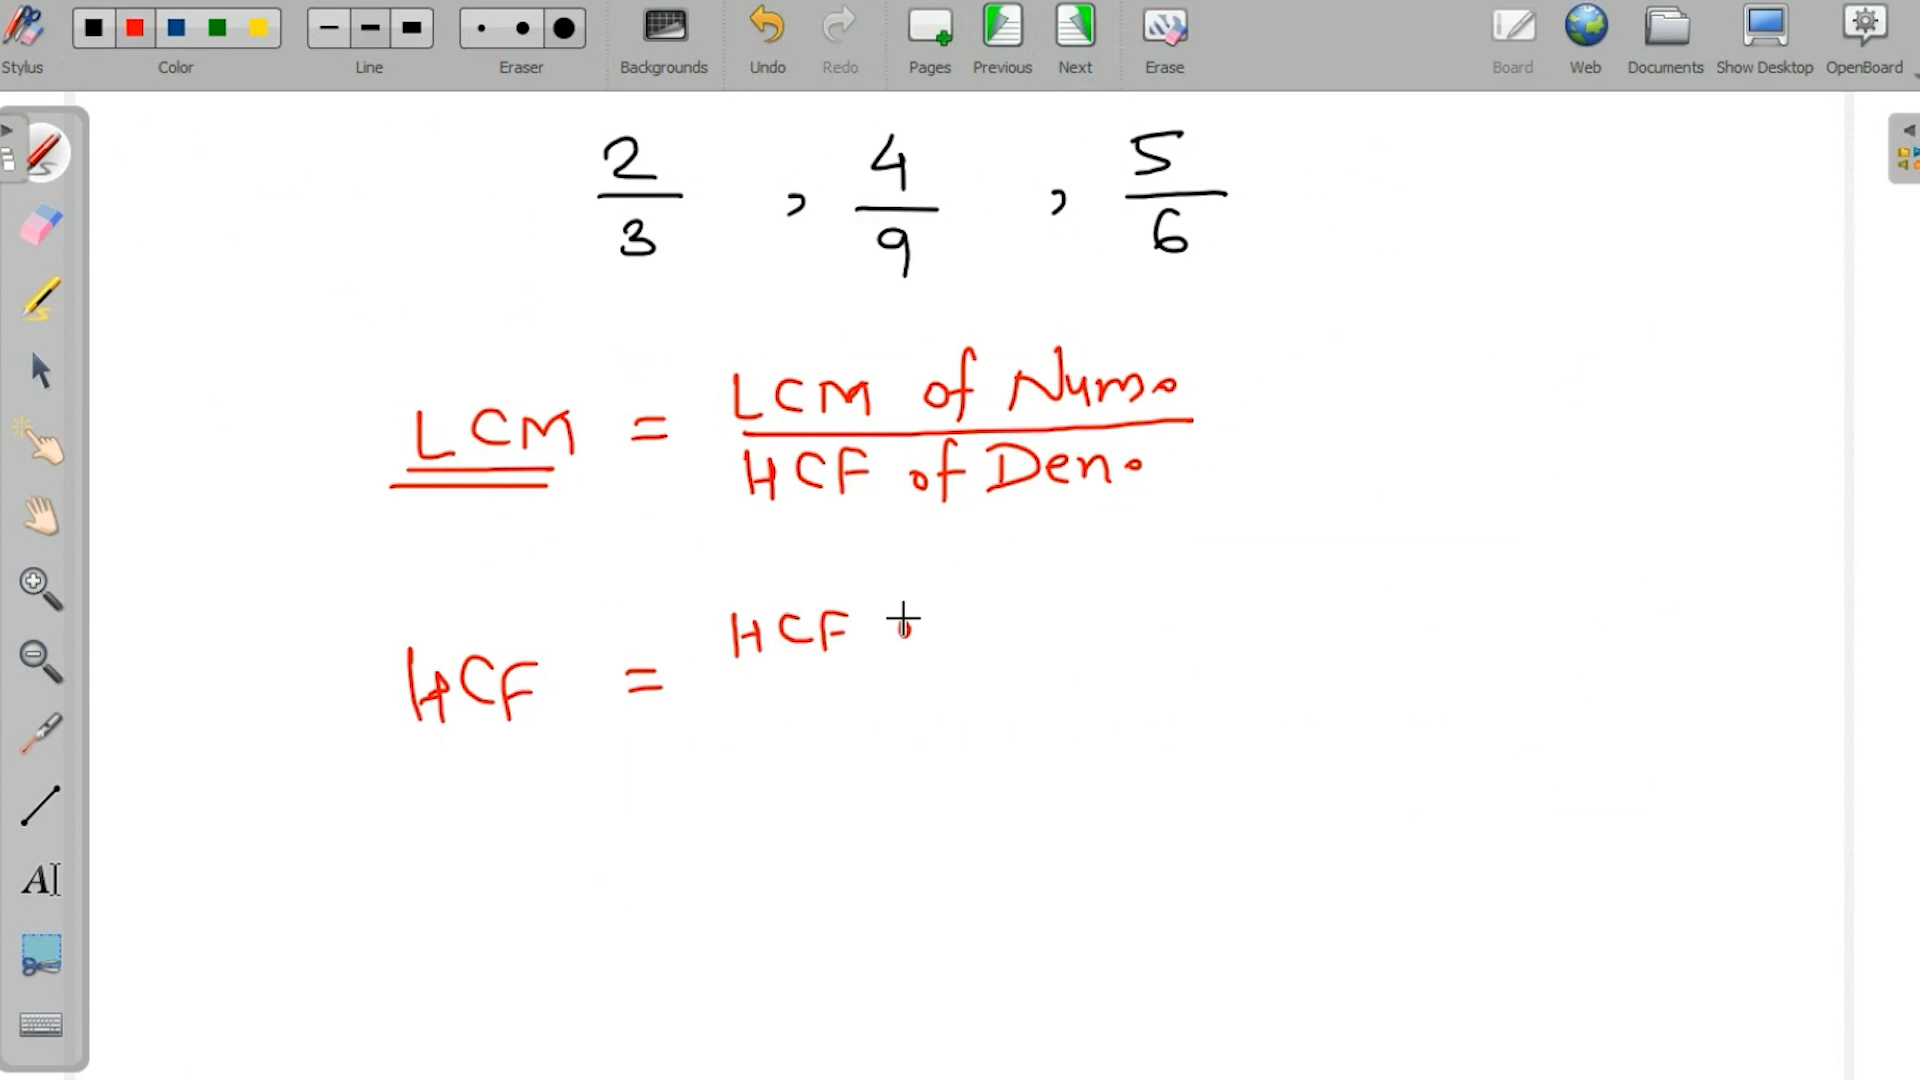 Stylus Color Line Eraser Backgrounds Undo Redo Pages Previous Next Erase Board Web Documents Show Desktop OpenBoard
2/3 , 4/9 , 5/6
LCM = LCM of Num. / HCF of Den.
HCF = HCF o
AI